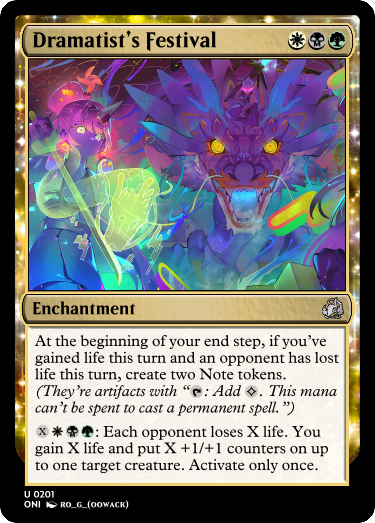 Dramatist's Festival
Enchantment
At the beginning of your end step, if you've
gained life this turn and an opponent has lost
life this turn, create two Note tokens.
(They're artifacts with “: Add . This mana
can't be spent to cast a permanent spell.”)
X: Each opponent loses X life. You
gain X life and put X +1/+1 counters on up
to one target creature. Activate only once.
U 0201
ONI RO_G_(OOWACK)